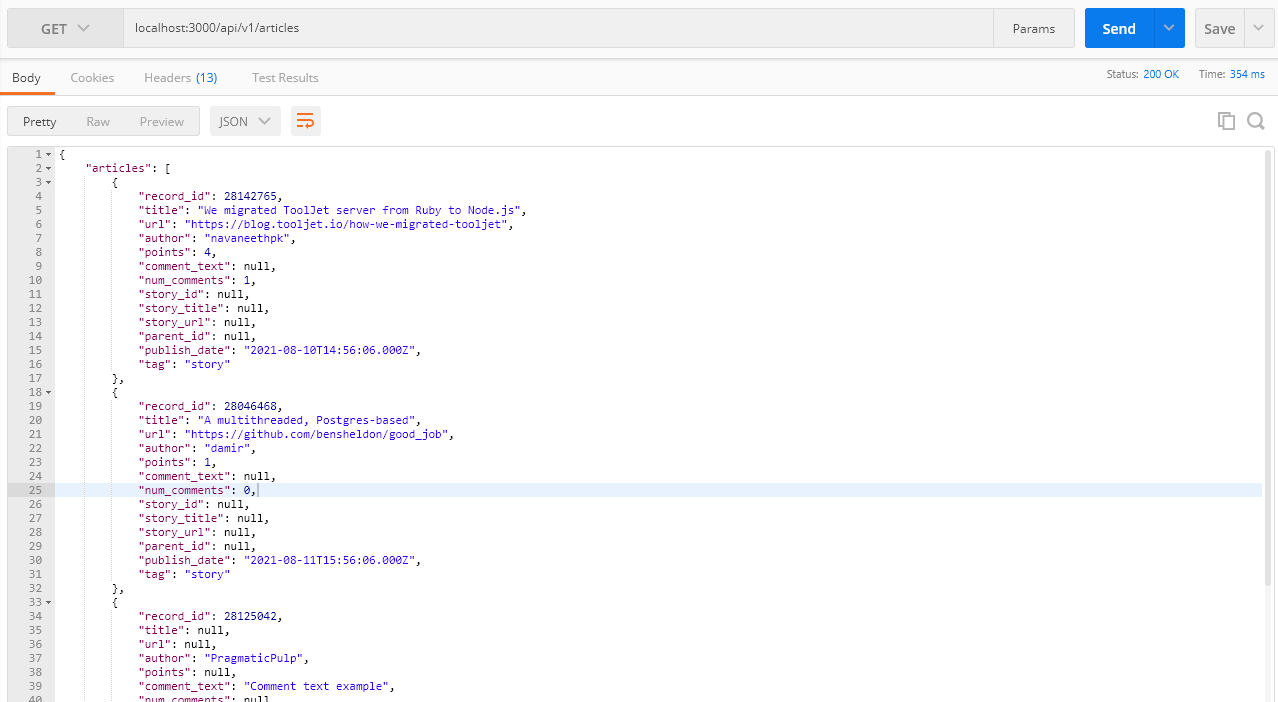 GET localhost:3000/api/v1/articles Params Send Save
Body Cookies Headers (13) Test Results Status: 200 OK Time: 354 ms
Pretty Raw Preview JSON
1 {
2 "articles": [
3 {
4 "record_id": 28142765,
5 "title": "We migrated ToolJet server from Ruby to Node.js",
6 "url": "https://blog.tooljet.io/how-we-migrated-tooljet",
7 "author": "navaneethpk",
8 "points": 4,
9 "comment_text": null,
10 "num_comments": 1,
11 "story_id": null,
12 "story_title": null,
13 "story_url": null,
14 "parent_id": null,
15 "publish_date": "2021-08-10T14:56:06.000Z",
16 "tag": "story"
17 },
18 {
19 "record_id": 28046468,
20 "title": "A multithreaded, Postgres-based",
21 "url": "https://github.com/bensheldon/good_job",
22 "author": "damir",
23 "points": 1,
24 "comment_text": null,
25 "num_comments": 0,
26 "story_id": null,
27 "story_title": null,
28 "story_url": null,
29 "parent_id": null,
30 "publish_date": "2021-08-11T15:56:06.000Z",
31 "tag": "story"
32 },
33 {
34 "record_id": 28125042,
35 "title": null,
36 "url": null,
37 "author": "PragmaticPulp",
38 "points": null,
39 "comment_text": "Comment text example",
40 "num_comments": null